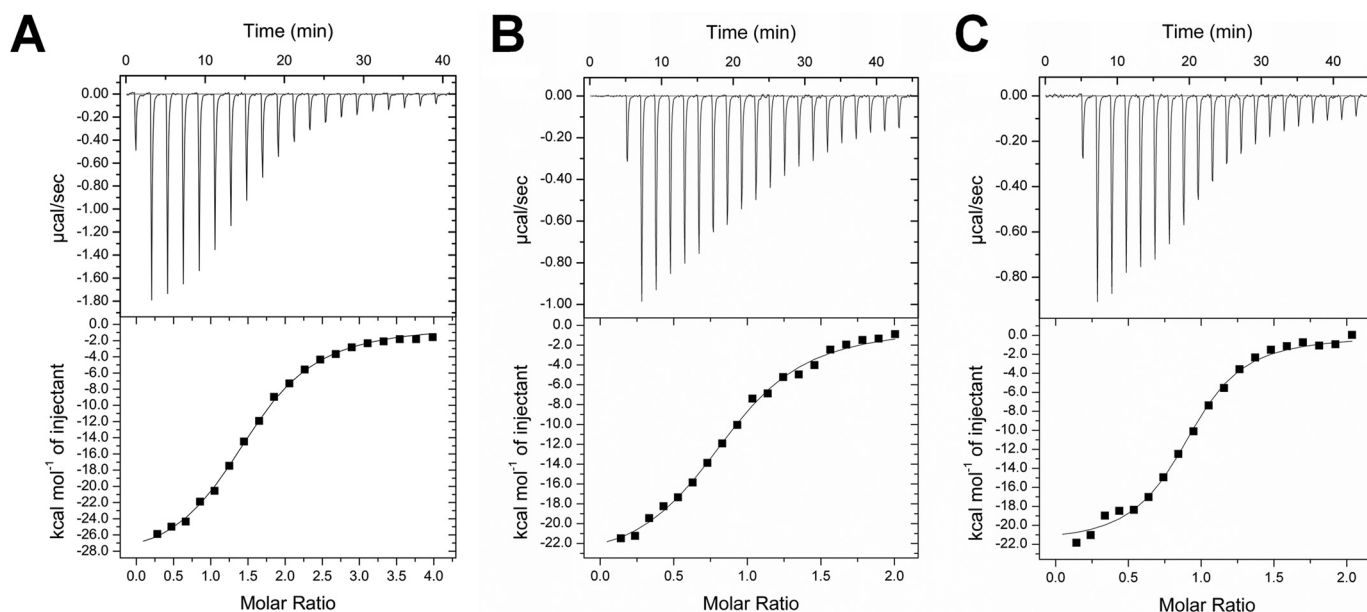 A
Time (min)
0 10 20 30 40
0.00
-0.20
-0.40
-0.60
-0.80
-1.00
-1.20
-1.40
-1.60
-1.80
µcal/sec
0.0
-2.0
-4.0
-6.0
-8.0
-10.0
-12.0
-14.0
-16.0
-18.0
-20.0
-22.0
-24.0
-26.0
-28.0
kcal mol⁻¹ of injectant
0.0 0.5 1.0 1.5 2.0 2.5 3.0 3.5 4.0
Molar Ratio
B
Time (min)
0 10 20 30 40
0.00
-0.20
-0.40
-0.60
-0.80
-1.00
µcal/sec
0.0
-2.0
-4.0
-6.0
-8.0
-10.0
-12.0
-14.0
-16.0
-18.0
-20.0
-22.0
kcal mol⁻¹ of injectant
0.0 0.5 1.0 1.5 2.0
Molar Ratio
C
Time (min)
0 10 20 30 40
0.00
-0.20
-0.40
-0.60
-0.80
µcal/sec
0.0
-2.0
-4.0
-6.0
-8.0
-10.0
-12.0
-14.0
-16.0
-18.0
-20.0
-22.0
kcal mol⁻¹ of injectant
0.0 0.5 1.0 1.5 2.0
Molar Ratio